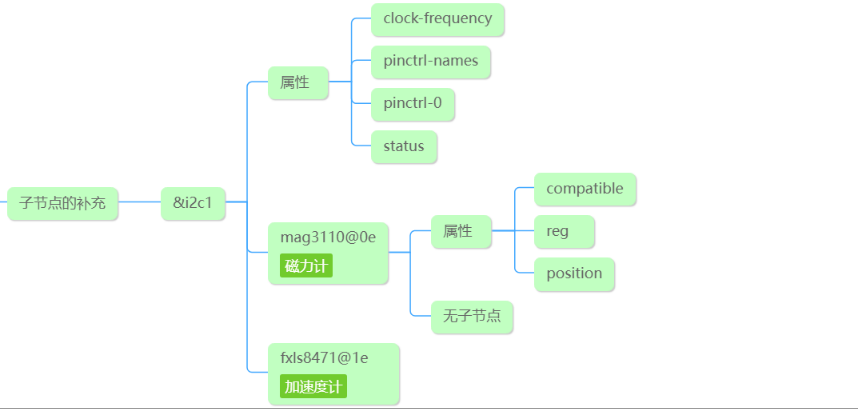 子节点的补充
&i2c1
属性
clock-frequency
pinctrl-names
pinctrl-0
status
mag3110@0e
磁力计
属性
compatible
reg
position
无子节点
fxls8471@1e
加速度计